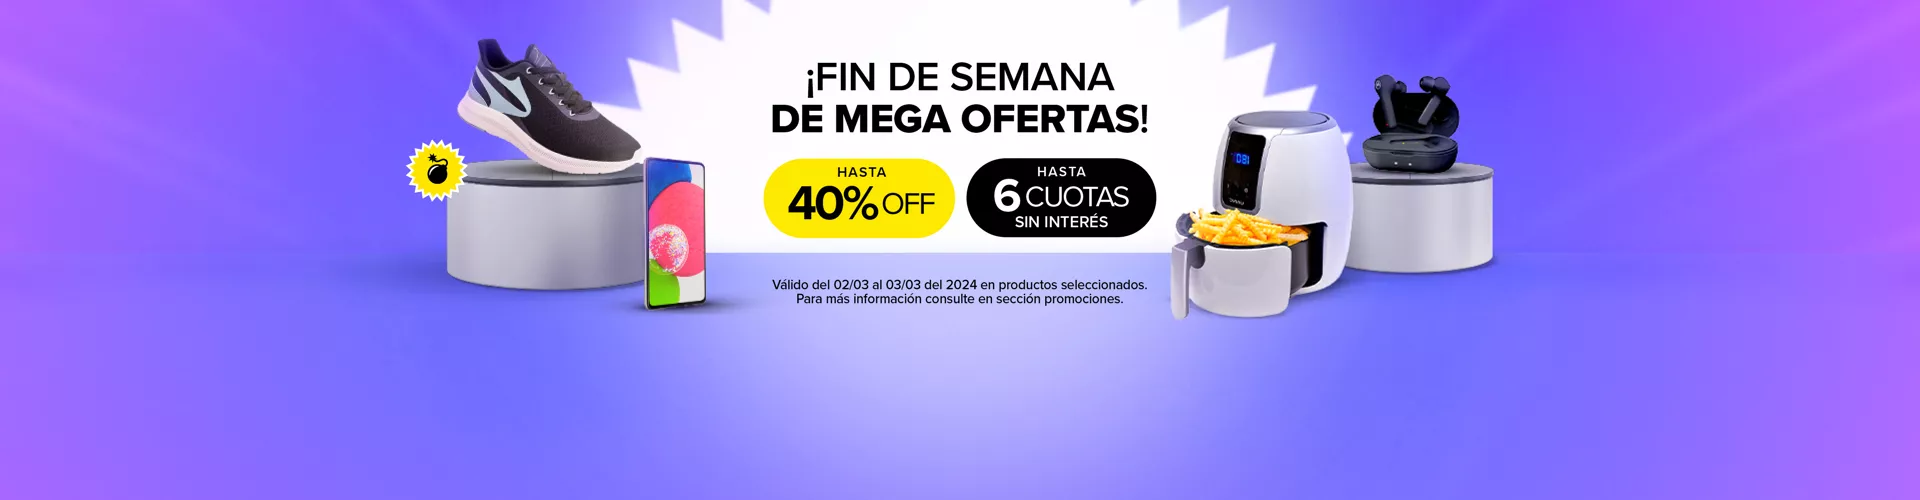 ¡FIN DE SEMANA
DE MEGA OFERTAS!
HASTA
40% OFF
HASTA
6 CUOTAS
SIN INTERÉS
Válido del 02/03 al 03/03 del 2024 en productos seleccionados.
Para más información consulte en sección promociones.